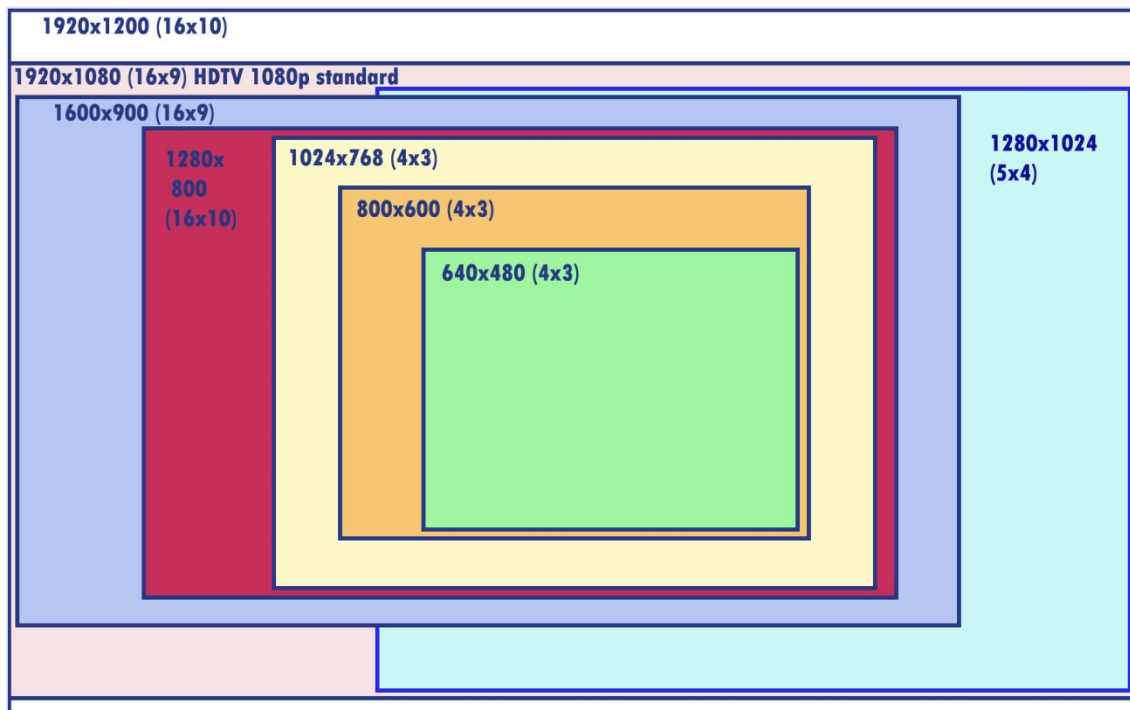 1920x1200 (16x10)
1920x1080 (16x9) HDTV 1080p standard
1600x900 (16x9)
1280x
800
(16x10)
1024x768 (4x3)
800x600 (4x3)
640x480 (4x3)
1280x1024
(5x4)